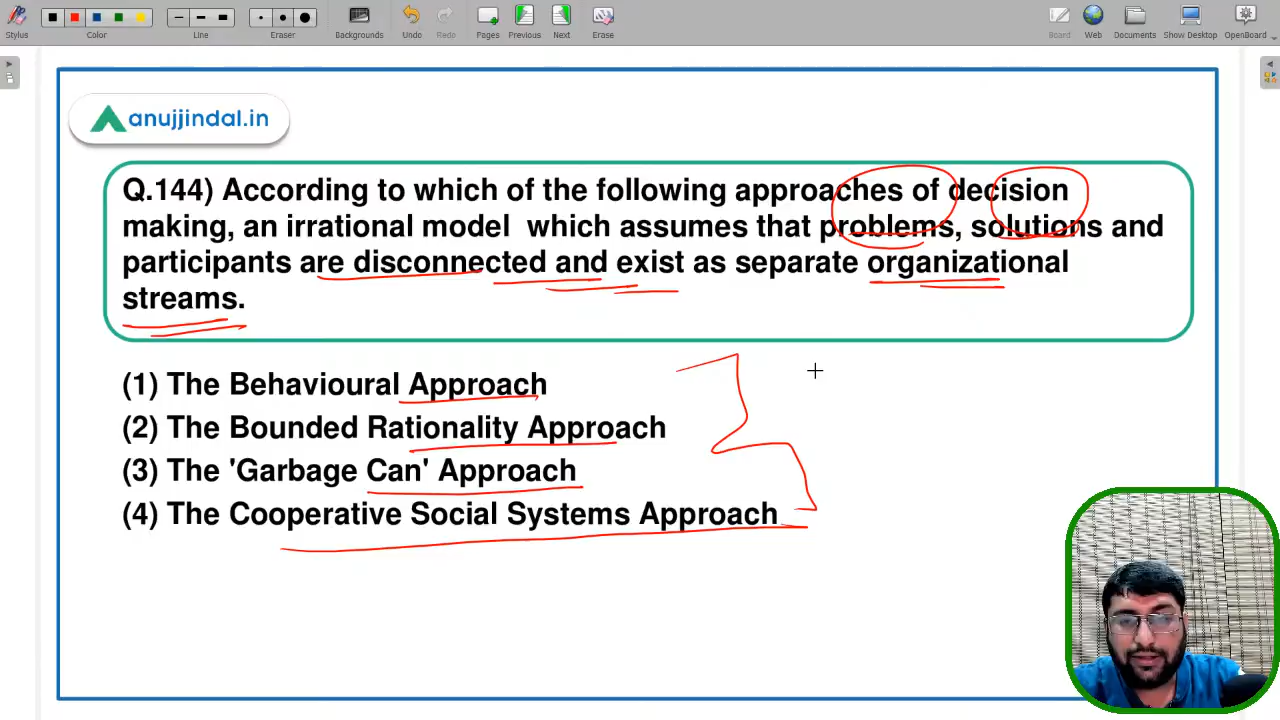 Stylus
Color
Line
Eraser
Backgrounds
Undo
Redo
Pages
Previous
Next
Erase
Board
Web
Documents
Show Desktop
OpenBoard
anujjindal.in
Q.144) According to which of the following approaches of decision
making, an irrational model which assumes that problems, solutions and
participants are disconnected and exist as separate organizational
streams.
(1) The Behavioural Approach
(2) The Bounded Rationality Approach
(3) The 'Garbage Can' Approach
(4) The Cooperative Social Systems Approach